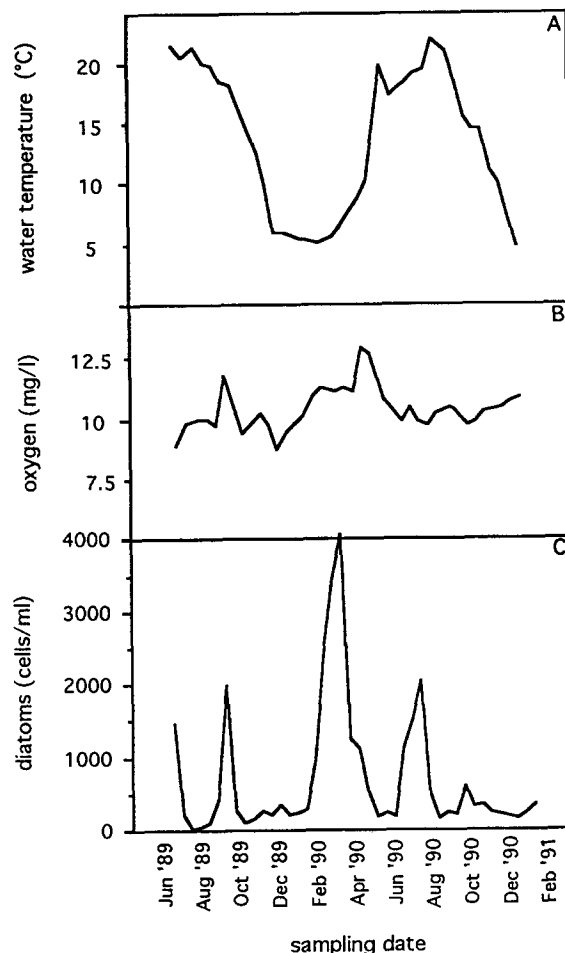 A
water temperature (°C)
20
15
10
5
B
oxygen (mg/l)
12.5
10
7.5
C
diatoms (cells/ml)
4000
3000
2000
1000
0
Jun '89
Aug '89
Oct '89
Dec '89
Feb '90
Apr '90
Jun '90
Aug '90
Oct '90
Dec '90
Feb '91
sampling date